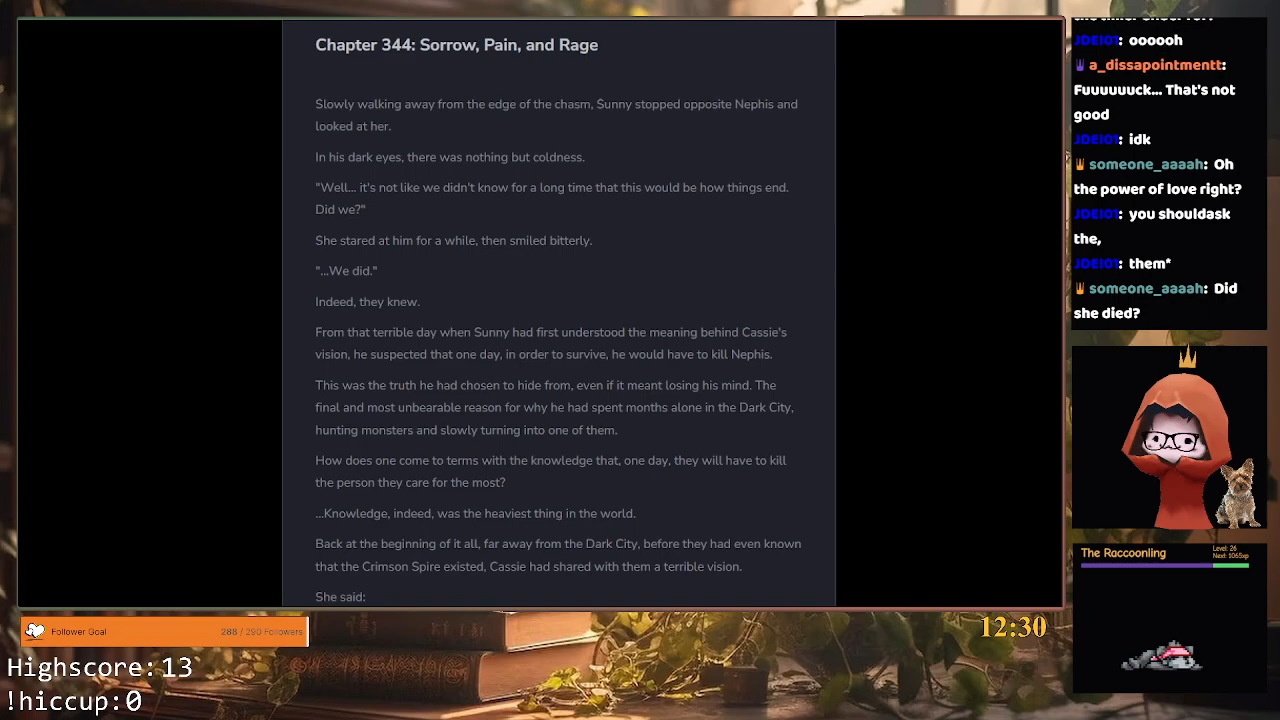 Chapter 344: Sorrow, Pain, and Rage
Slowly walking away from the edge of the chasm, Sunny stopped opposite Nephis and
looked at her.
In his dark eyes, there was nothing but coldness.
"Well... it's not like we didn't know for a long time that this would be how things end.
Did we?"
She stared at him for a while, then smiled bitterly.
"...We did."
Indeed, they knew.
From that terrible day when Sunny had first understood the meaning behind Cassie's
vision, he suspected that one day, in order to survive, he would have to kill Nephis.
This was the truth he had chosen to hide from, even if it meant losing his mind. The
final and most unbearable reason for why he had spent months alone in the Dark City,
hunting monsters and slowly turning into one of them.
How does one come to terms with the knowledge that, one day, they will have to kill
the person they care for the most?
...Knowledge, indeed, was the heaviest thing in the world.
Back at the beginning of it all, far away from the Dark City, before they had even known
that the Crimson Spire existed, Cassie had shared with them a terrible vision.
She said:
JDEI01: oooooh
a_dissapointmentt:
Fuuuuuuck... That's not
good
JDEI01: idk
someone_aaaah: Oh
the power of love right?
JDEI01: you shouldask
the,
JDEI01: them*
someone_aaaah: Did
she died?
The Raccoonling
Level: 26
Next: 1065xp
Follower Goal
288 / 290 Followers
12:30
Highscore:13
!hiccup:0